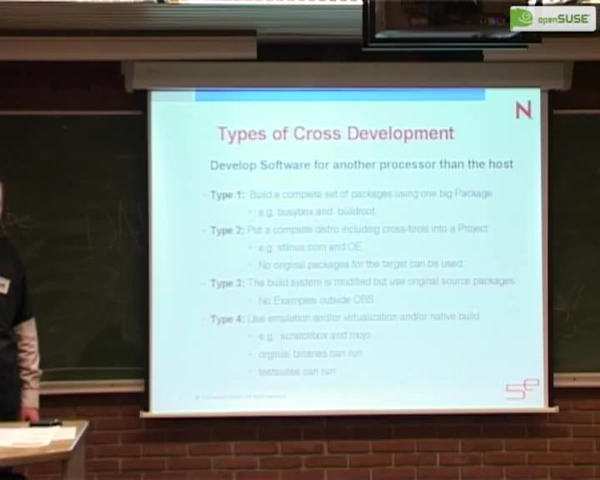 openSUSE
N
Types of Cross Development
Develop Software for another processor than the host
Type 1: Build a complete set of packages using one big Package
e.g. busybox and buildroot
Type 2: Put a complete distro including cross-tools into a Project
e.g. stlinux.com and OE
No original packages for the target can be used
Type 3: The build system is modified but use original source packages
No Examples outside OBS
Type 4: Use emulation and/or virtualization and/or native build
e.g. scratchbox and mojo
orginial binaries can run
testsuites can run